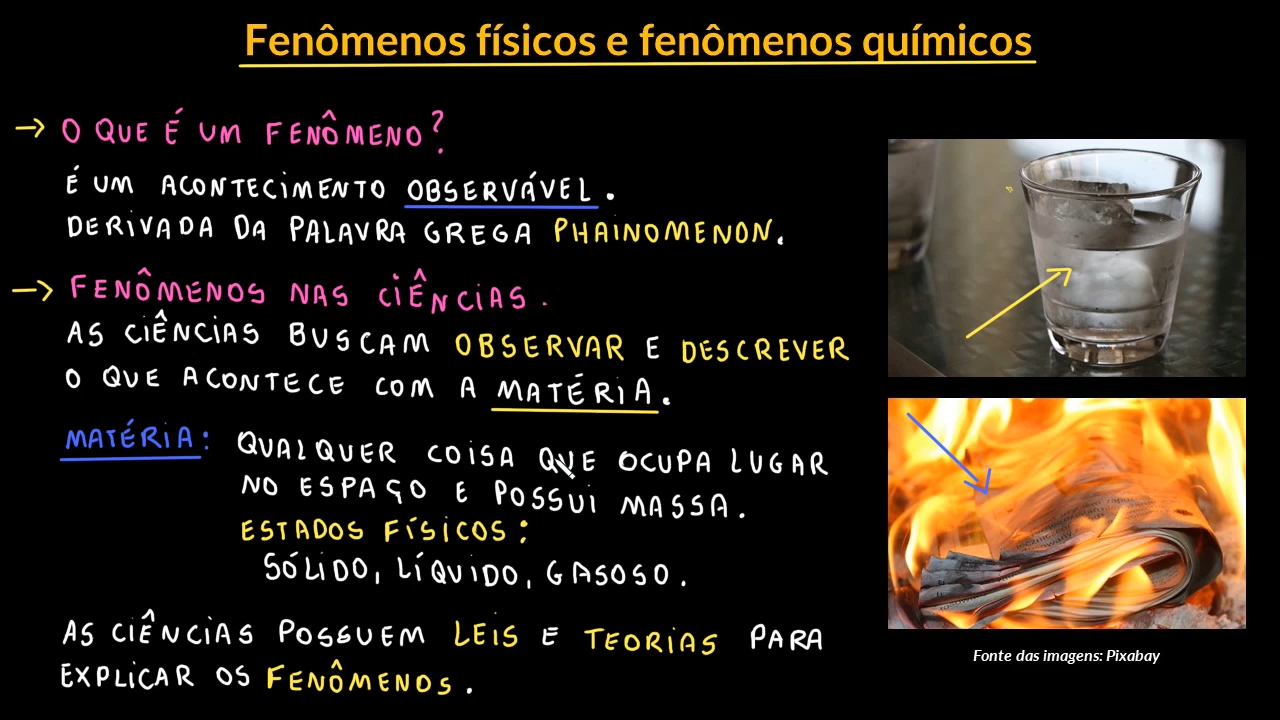 Fenômenos físicos e fenômenos químicos
→ O QUE É UM FENÔMENO?
É UM ACONTECIMENTO OBSERVÁVEL.
DERIVADA DA PALAVRA GREGA PHAINOMENON.
→ FENÔMENOS NAS CIÊNCIAS.
AS CIÊNCIAS BUSCAM OBSERVAR E DESCREVER
O QUE ACONTECE COM A MATÉRIA.
MATÉRIA: QUALQUER COISA QUE OCUPA LUGAR
NO ESPAÇO E POSSUI MASSA.
ESTADOS FÍSICOS:
SÓLIDO, LÍQUIDO, GASOSO.
AS CIÊNCIAS POSSUEM LEIS E TEORIAS PARA
EXPLICAR OS FENÔMENOS.
Fonte das imagens: Pixabay